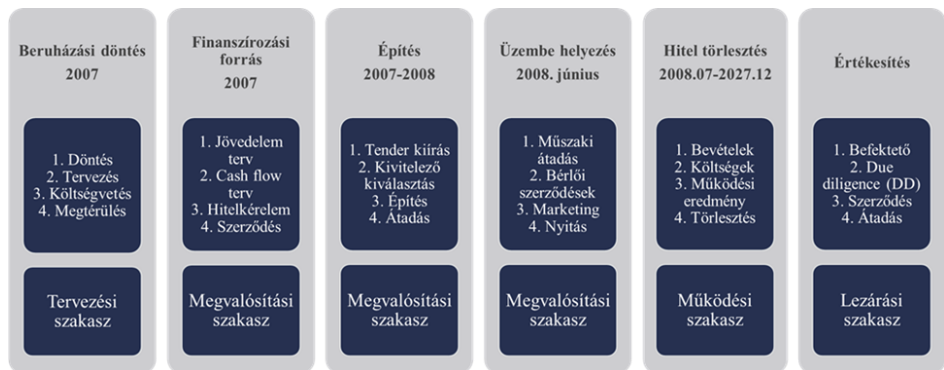 Beruházási döntés
2007
1. Döntés
2. Tervezés
3. Költségvetés
4. Megtérülés
Tervezési
szakasz
Finanszírozási
forrás
2007
1. Jövedelem
terv
2. Cash flow
terv
3. Hitelkérelem
4. Szerződés
Megvalósítási
szakasz
Építés
2007-2008
1. Tender kiírás
2. Kivitelező
kiválasztás
3. Építés
4. Átadás
Megvalósítási
szakasz
Üzembe helyezés
2008. június
1. Műszaki
átadás
2. Bérlői
szerződések
3. Marketing
4. Nyitás
Megvalósítási
szakasz
Hitel törlesztés
2008.07-2027.12
1. Bevételek
2. Költségek
3. Működési
eredmény
4. Törlesztés
Működési
szakasz
Értékesítés
1. Befektető
2. Due
diligence (DD)
3. Szerződés
4. Átadás
Lezárási
szakasz